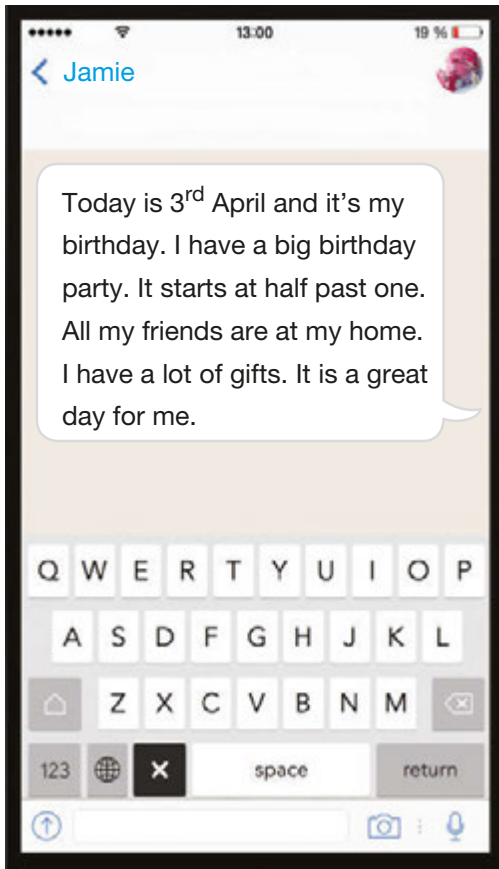 13:00
19 %
Jamie
Today is 3rd April and it's my
birthday. I have a big birthday
party. It starts at half past one.
All my friends are at my home.
I have a lot of gifts. It is a great
day for me.
Q W E R T Y U I O P
A S D F G H J K L
Z X C V B N M
123 space return